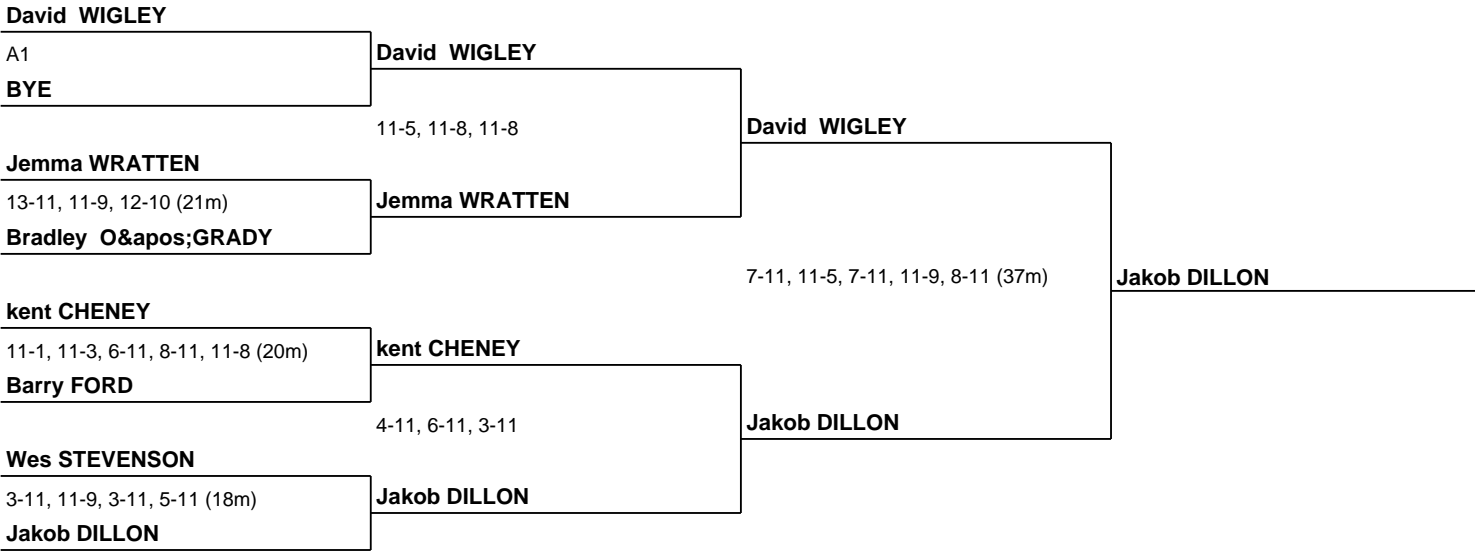 David  WIGLEY
A1
BYE
David  WIGLEY
11-5, 11-8, 11-8
David  WIGLEY
Jemma WRATTEN
13-11, 11-9, 12-10 (21m)
Bradley  O&apos;GRADY
Jemma WRATTEN
7-11, 11-5, 7-11, 11-9, 8-11 (37m)
Jakob DILLON
kent CHENEY
11-1, 11-3, 6-11, 8-11, 11-8 (20m)
Barry FORD
kent CHENEY
4-11, 6-11, 3-11
Jakob DILLON
Wes STEVENSON
3-11, 11-9, 3-11, 5-11 (18m)
Jakob DILLON
Jakob DILLON